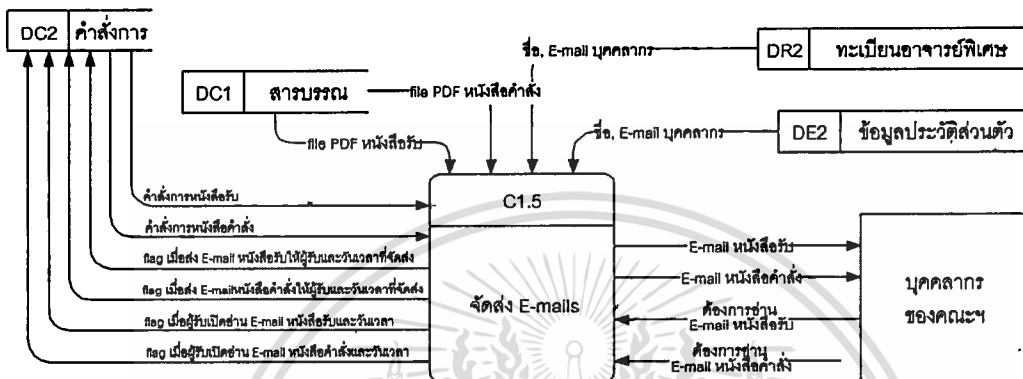 DC2 คำสั่งการ
ชื่อ, E-mail บุคคลากร
DR2 ทะเบียนอาจารย์พิเศษ
DC1 สารบรรณ
file PDF หนังสือคำสั่ง
file PDF หนังสือรับ
ชื่อ, E-mail บุคคลากร
DE2 ข้อมูลประวัติส่วนตัว
C1.5
จัดส่ง E-mails
คำสั่งการหนังสือรับ
คำสั่งการหนังสือคำสั่ง
flag เมื่อส่ง E-mail หนังสือรับให้ผู้รับและวันเวลาที่จัดส่ง
flag เมื่อส่ง E-mailหนังสือคำสั่งให้ผู้รับและวันเวลาที่จัดส่ง
flag เมื่อผู้รับเปิดอ่าน E-mail หนังสือรับและวันเวลา
flag เมื่อผู้รับเปิดอ่าน E-mail หนังสือคำสั่งและวันเวลา
E-mail หนังสือรับ
E-mail หนังสือคำสั่ง
ต้องการอ่าน
E-mail หนังสือรับ
ต้องการอ่าน
E-mail หนังสือคำสั่ง
บุคคลากร
ของคณะฯ